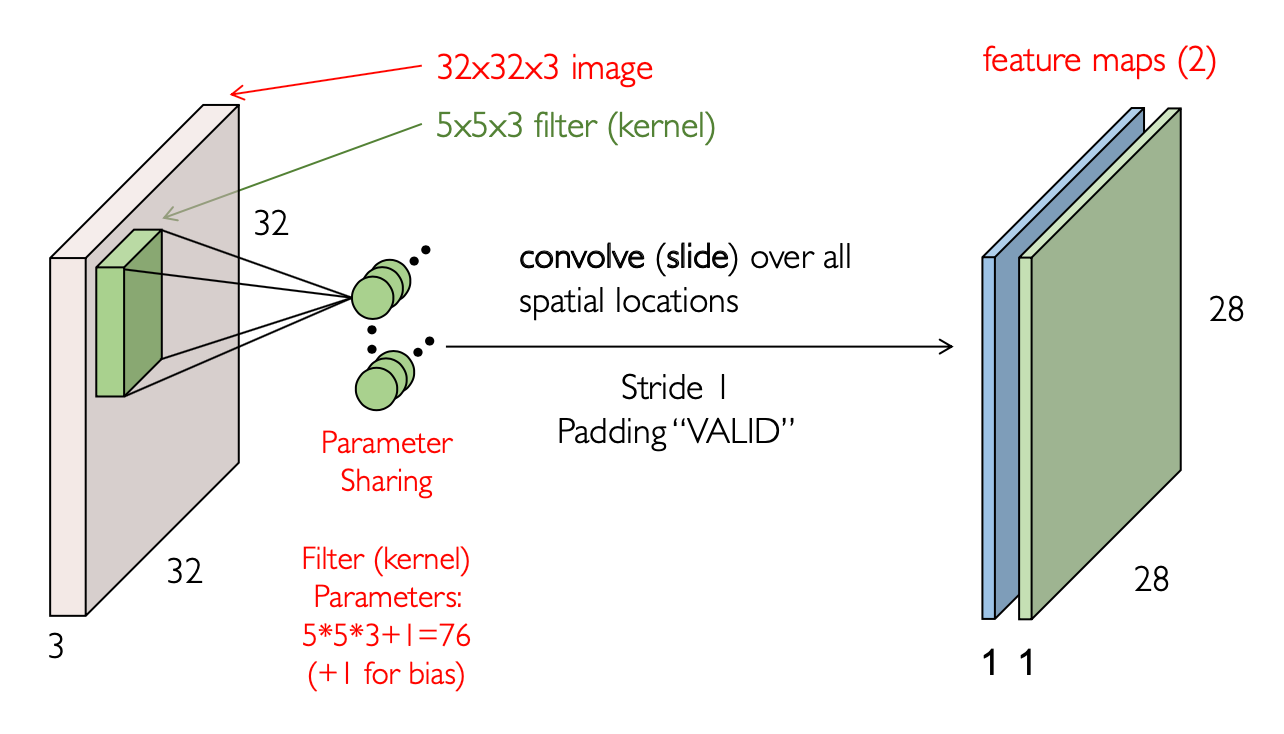 32x32x3 image
feature maps (2)
5x5x3 filter (kernel)
32
convolve (slide) over all
spatial locations
28
Stride 1
Padding “VALID”
Parameter
Sharing
32
28
Filter (kernel)
Parameters:
5*5*3+1=76
(+1 for bias)
3
1 1